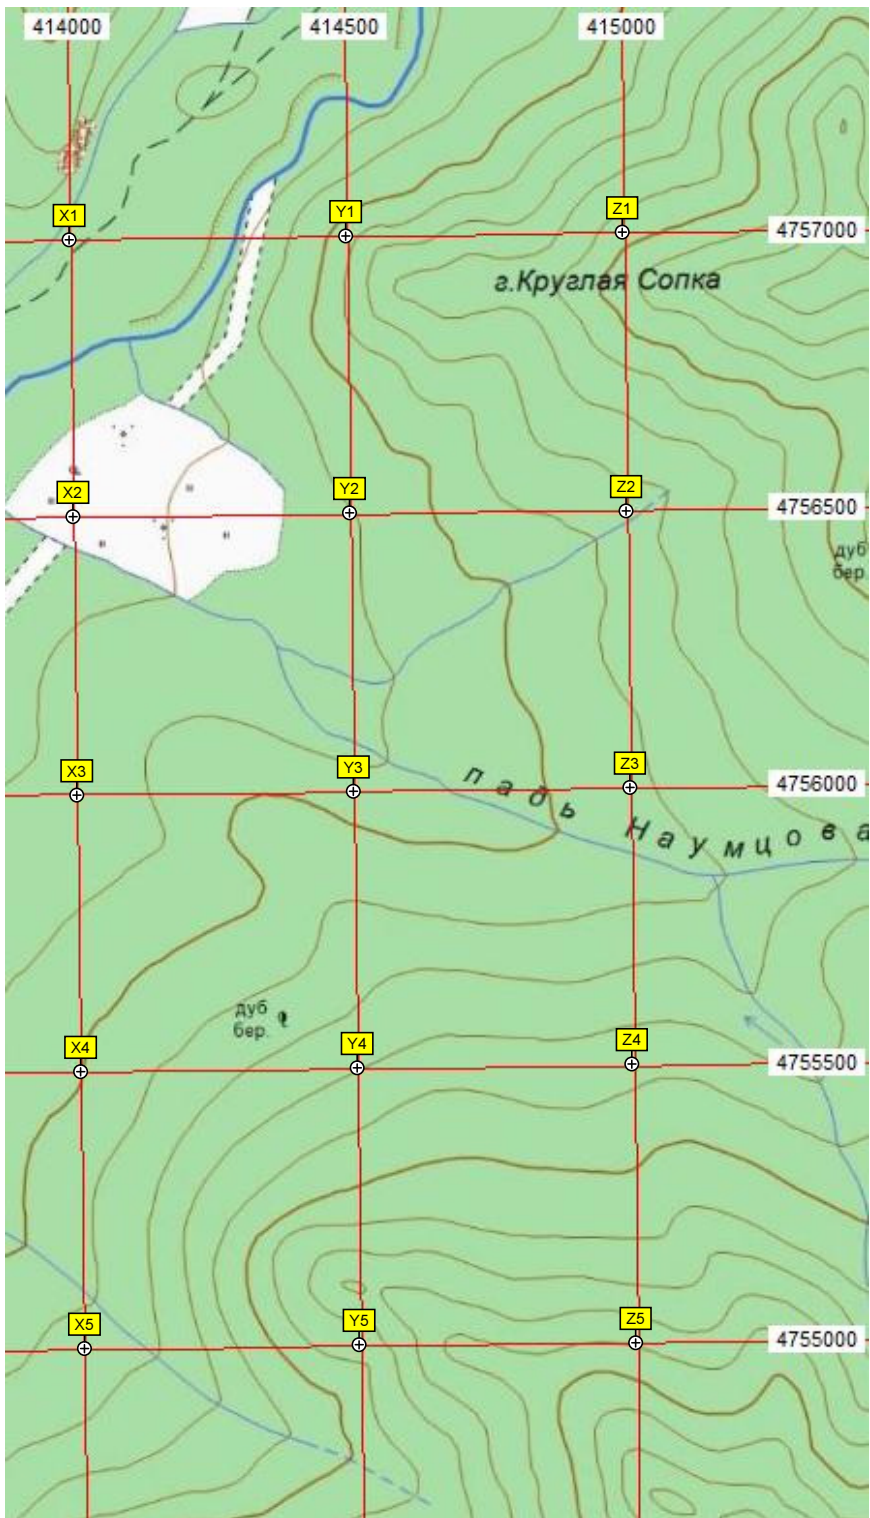 414000 414500 415000
X1 Y1 Z1
4757000
г.Круглая Сопка
X2 Y2 Z2
4756500
дуб
бер.
X3 Y3 Z3
4756000
падь Наумцова
дуб
бер.
X4 Y4 Z4
4755500
X5 Y5 Z5
4755000